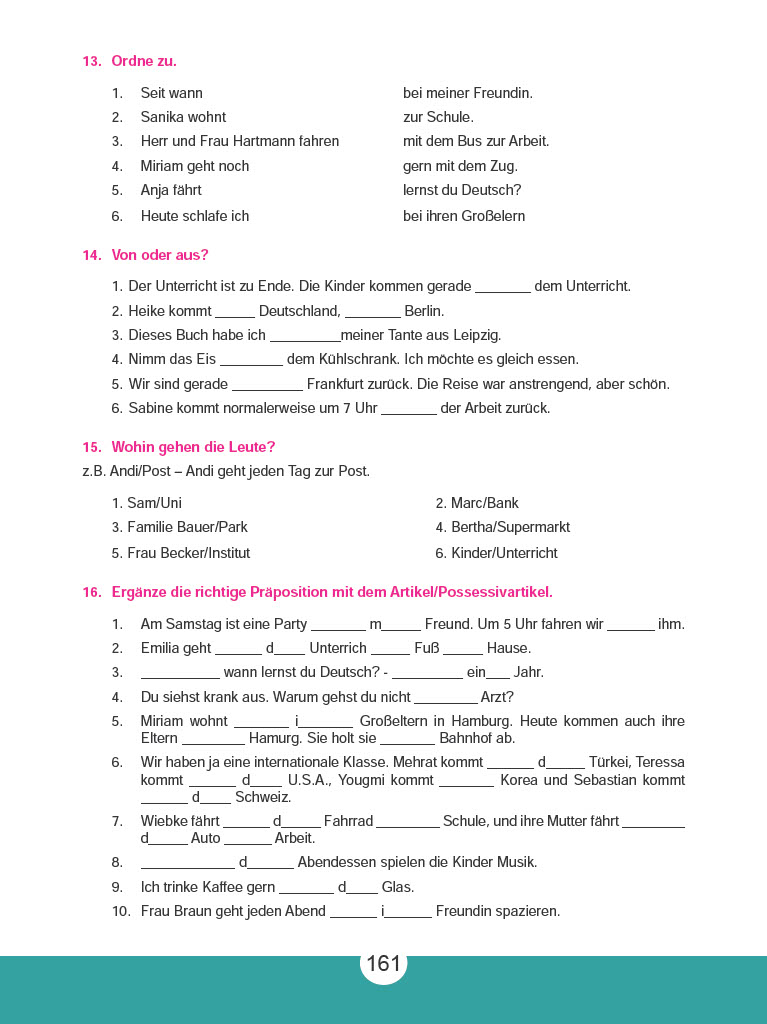 13. Ordne zu.
1. Seit wann bei meiner Freundin.
2. Sanika wohnt zur Schule.
3. Herr und Frau Hartmann fahren mit dem Bus zur Arbeit.
4. Miriam geht noch gern mit dem Zug.
5. Anja fährt lernst du Deutsch?
6. Heute schlafe ich bei ihren Großelern
14. Von oder aus?
1. Der Unterricht ist zu Ende. Die Kinder kommen gerade _______ dem Unterricht.
2. Heike kommt _____ Deutschland, _______ Berlin.
3. Dieses Buch habe ich _________meiner Tante aus Leipzig.
4. Nimm das Eis ________ dem Kühlschrank. Ich möchte es gleich essen.
5. Wir sind gerade _________ Frankfurt zurück. Die Reise war anstrengend, aber schön.
6. Sabine kommt normalerweise um 7 Uhr _______ der Arbeit zurück.
15. Wohin gehen die Leute?
z.B. Andi/Post – Andi geht jeden Tag zur Post.
1. Sam/Uni 2. Marc/Bank
3. Familie Bauer/Park 4. Bertha/Supermarkt
5. Frau Becker/Institut 6. Kinder/Unterricht
16. Ergänze die richtige Präposition mit dem Artikel/Possessivartikel.
1. Am Samstag ist eine Party _______ m_____ Freund. Um 5 Uhr fahren wir ______ ihm.
2. Emilia geht ______ d____ Unterrich _____ Fuß _____ Hause.
3. __________ wann lernst du Deutsch? - _________ ein___ Jahr.
4. Du siehst krank aus. Warum gehst du nicht ________ Arzt?
5. Miriam wohnt _______ i_______ Großeltern in Hamburg. Heute kommen auch ihre
Eltern ________ Hamurg. Sie holt sie _______ Bahnhof ab.
6. Wir haben ja eine internationale Klasse. Mehrat kommt ______ d_____ Türkei, Teressa
kommt ______ d____ U.S.A., Yougmi kommt _______ Korea und Sebastian kommt
______ d____ Schweiz.
7. Wiebke fährt ______ d_____ Fahrrad ________ Schule, und ihre Mutter fährt ________
d_____ Auto ______ Arbeit.
8. ____________ d______ Abendessen spielen die Kinder Musik.
9. Ich trinke Kaffee gern _______ d____ Glas.
10. Frau Braun geht jeden Abend ______ i______ Freundin spazieren.
161